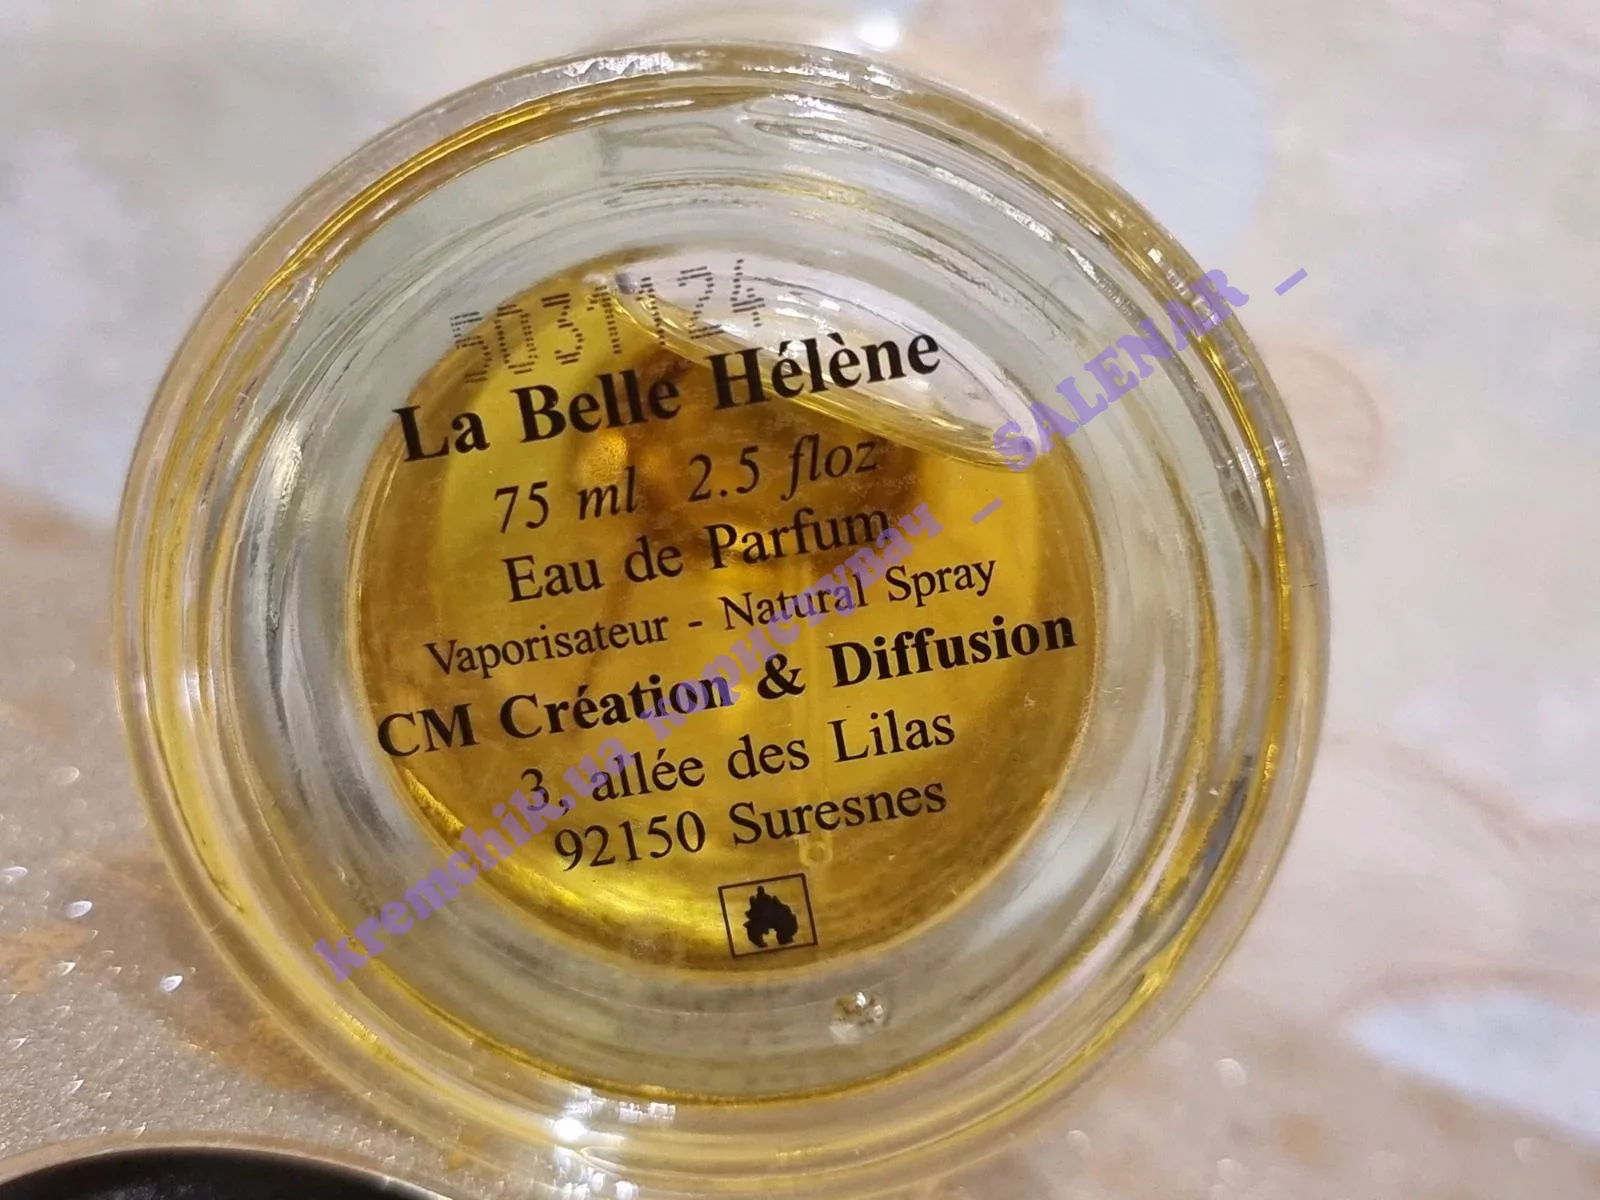 La Belle Hélène
75 ml 2.5 floz
Eau de Parfum
Vaporisateur - Natural Spray
CM Création & Diffusion
3, allée des Lilas
92150 Suresnes
kremchik.ua користувач _ SALENAR _